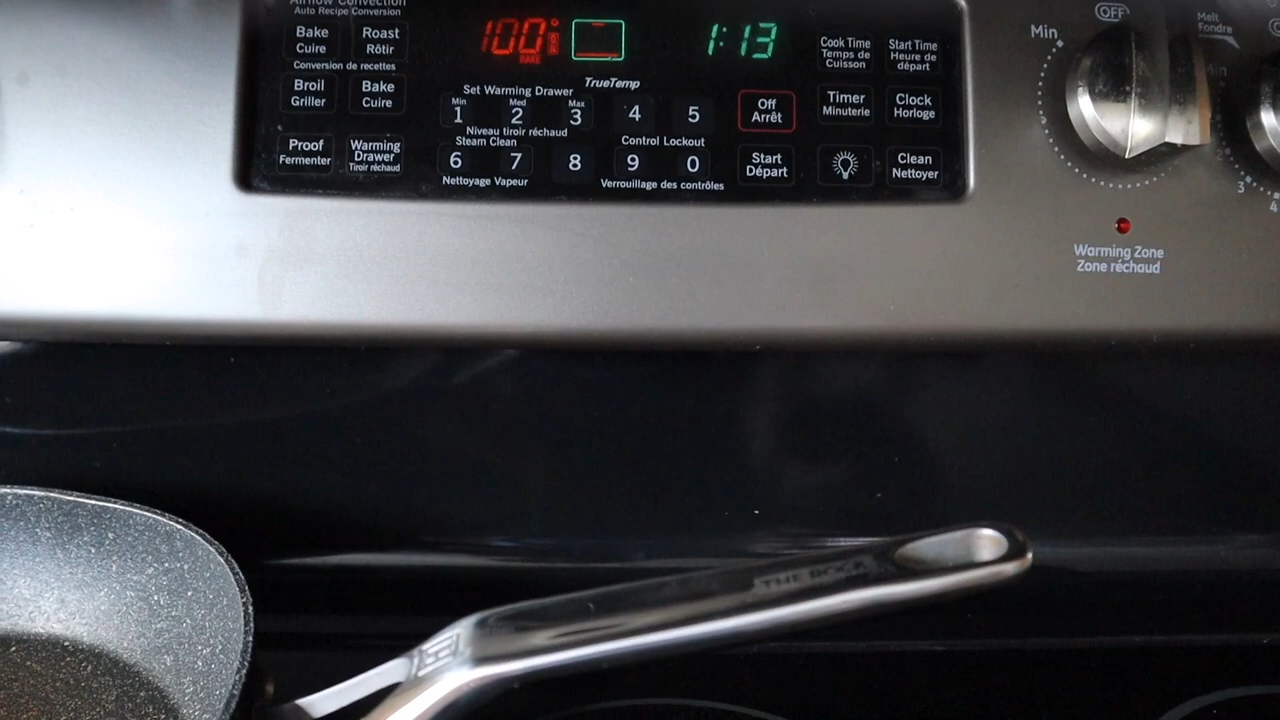 Airflow Convection
Auto Recipe Conversion
Bake
Cuire
Roast
Rôtir
Conversion de recettes
Broil
Griller
Bake
Cuire
Proof
Fermenter
Warming
Drawer
Tiroir réchaud
100°
BAKE
1:13
TrueTemp
Set Warming Drawer
Min
Med
Max
1 2 3 4 5
Niveau tiroir réchaud
Steam Clean
Control Lockout
6 7 8 9 0
Nettoyage Vapeur
Verrouillage des contrôles
Off
Arrêt
Start
Départ
Cook Time
Temps de
Cuisson
Start Time
Heure de
départ
Timer
Minuterie
Clock
Horloge
Clean
Nettoyer
OFF
Min
Melt
Fondre
Min
3
4
Warming Zone
Zone réchaud
THE ROCK